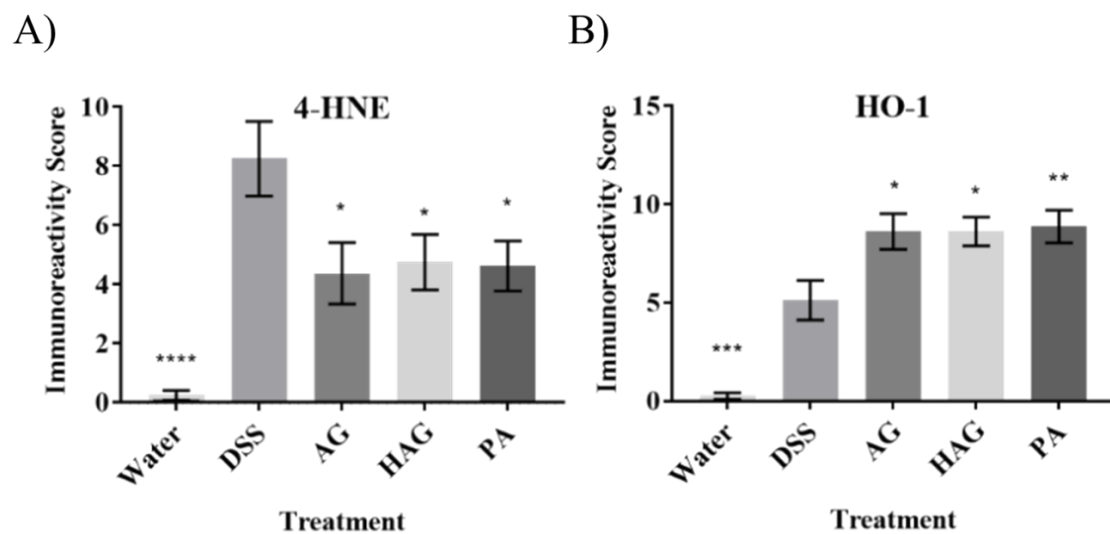 A)
4-HNE
Immunoreactivity Score
10
8
6
4
2
0
****
*
*
*
Water
DSS
AG
HAG
PA
Treatment
B)
HO-1
Immunoreactivity Score
15
10
5
0
***
*
*
**
Water
DSS
AG
HAG
PA
Treatment